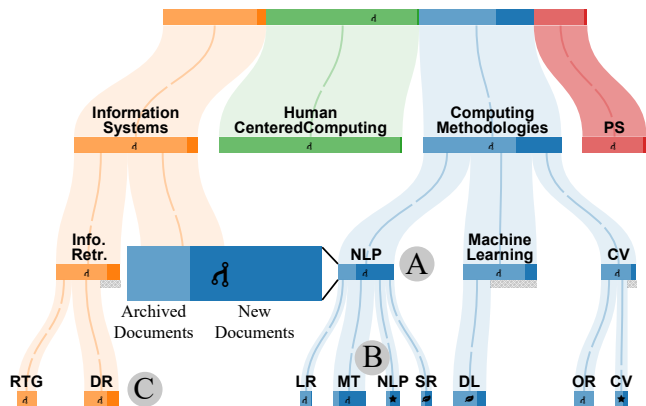 Information
Systems
Human
CenteredComputing
Computing
Methodologies
PS
Info.
Retr.
NLP
A
Machine
Learning
CV
Archived
Documents
New
Documents
B
RTG
DR
C
LR
MT
NLP
SR
DL
OR
CV